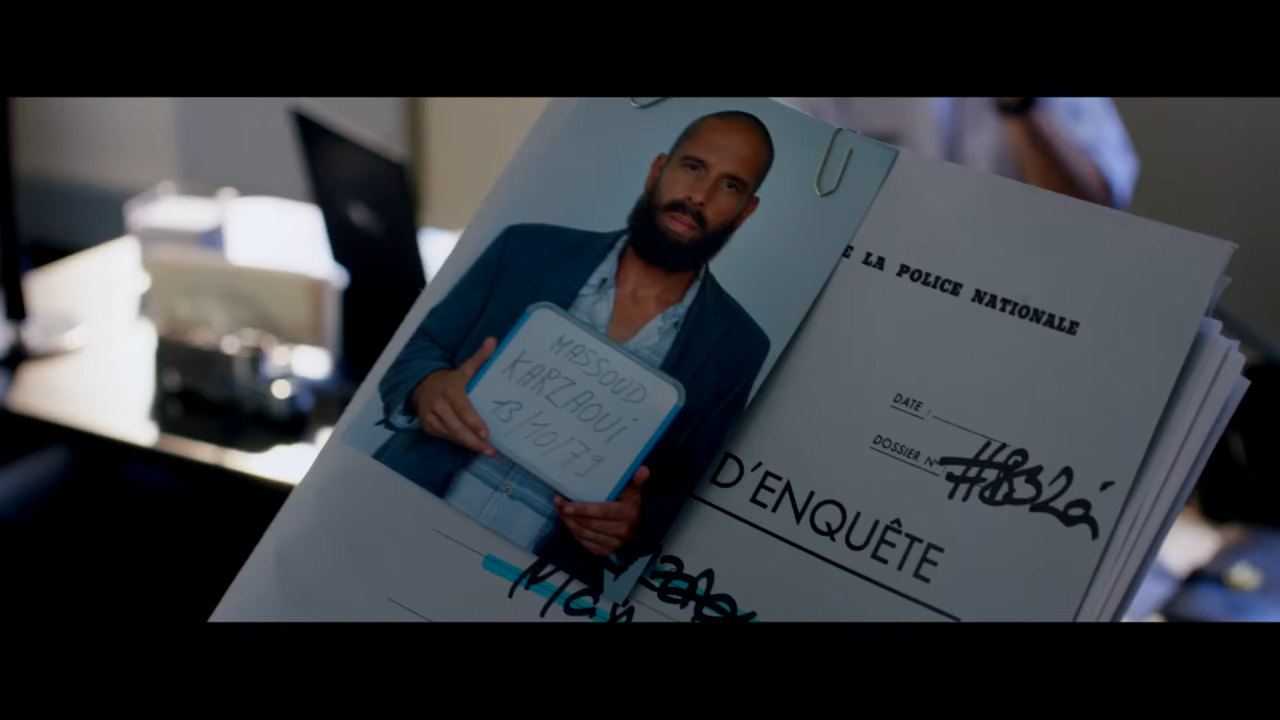 MASSOUD
KARZAOUI
13/10/79
E LA POLICE NATIONALE
DATE :
DOSSIER N°
D'ENQUÊTE